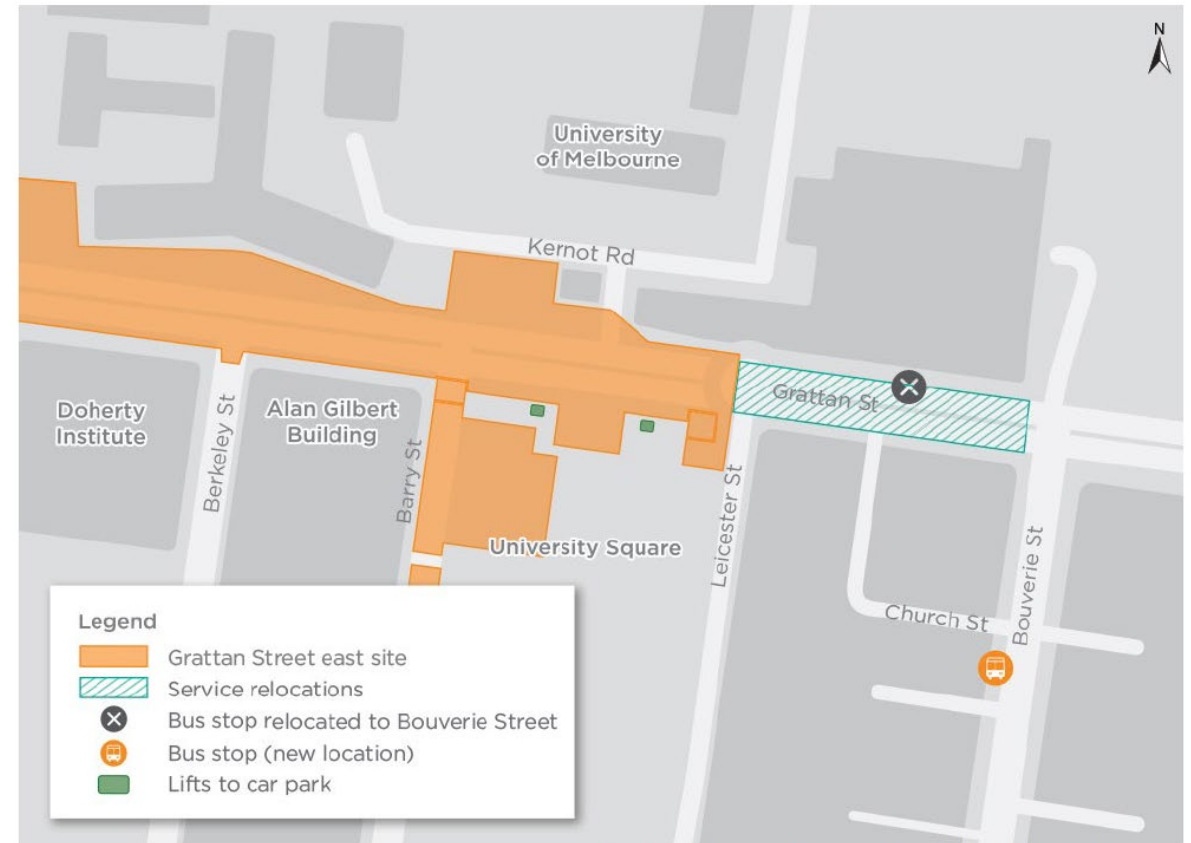 N
University
of Melbourne
Kernot Rd
Grattan St
Doherty
Institute
Alan Gilbert
Building
Berkeley St
Barry St
University Square
Leicester St
Bouverie St
Church St
Legend
Grattan Street east site
Service relocations
Bus stop relocated to Bouverie Street
Bus stop (new location)
Lifts to car park